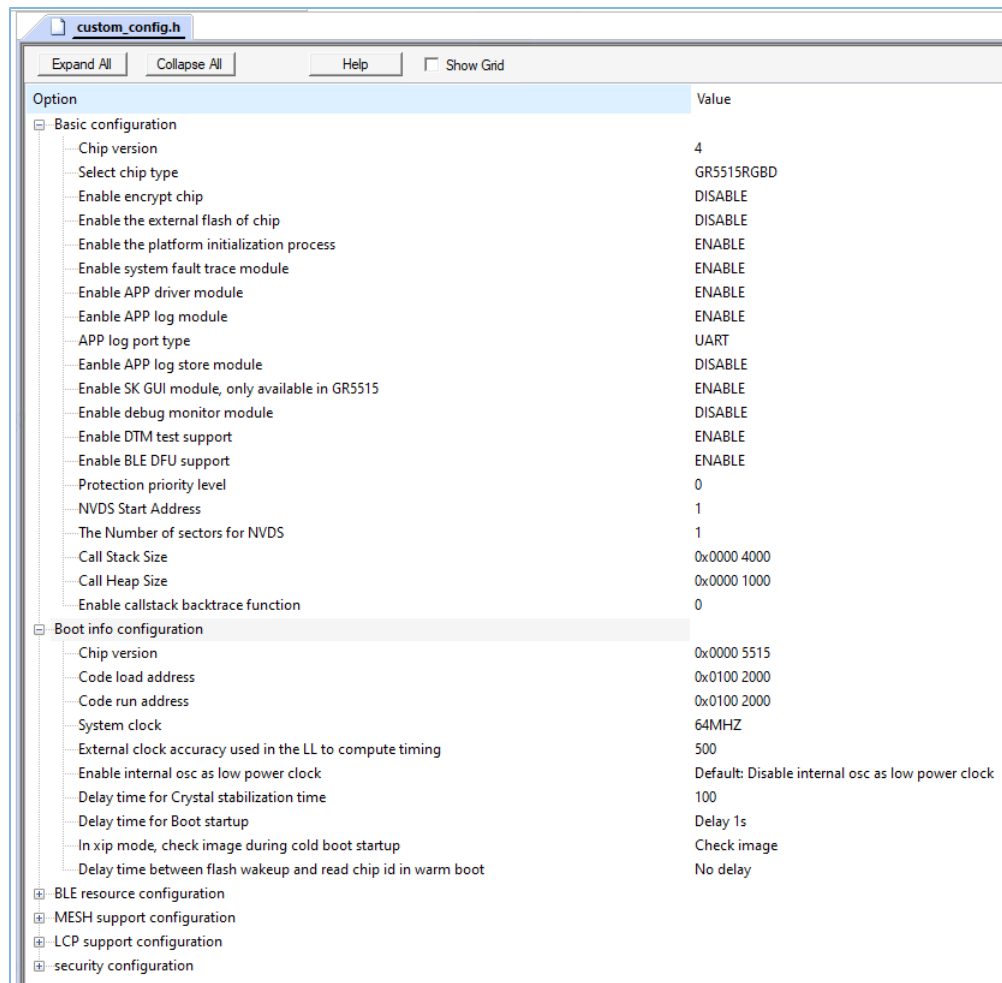 custom_config.h
Expand All Collapse All Help Show Grid
Option Value
Basic configuration
Chip version 4
Select chip type GR5515RGBD
Enable encrypt chip DISABLE
Enable the external flash of chip DISABLE
Enable the platform initialization process ENABLE
Enable system fault trace module ENABLE
Enable APP driver module ENABLE
Eanble APP log module ENABLE
APP log port type UART
Eanble APP log store module DISABLE
Enable SK GUI module, only available in GR5515 ENABLE
Enable debug monitor module DISABLE
Enable DTM test support ENABLE
Enable BLE DFU support ENABLE
Protection priority level 0
NVDS Start Address 1
The Number of sectors for NVDS 1
Call Stack Size 0x0000 4000
Call Heap Size 0x0000 1000
Enable callstack backtrace function 0
Boot info configuration
Chip version 0x0000 5515
Code load address 0x0100 2000
Code run address 0x0100 2000
System clock 64MHZ
External clock accuracy used in the LL to compute timing 500
Enable internal osc as low power clock Default: Disable internal osc as low power clock
Delay time for Crystal stabilization time 100
Delay time for Boot startup Delay 1s
In xip mode, check image during cold boot startup Check image
Delay time between flash wakeup and read chip id in warm boot No delay
BLE resource configuration
MESH support configuration
LCP support configuration
security configuration